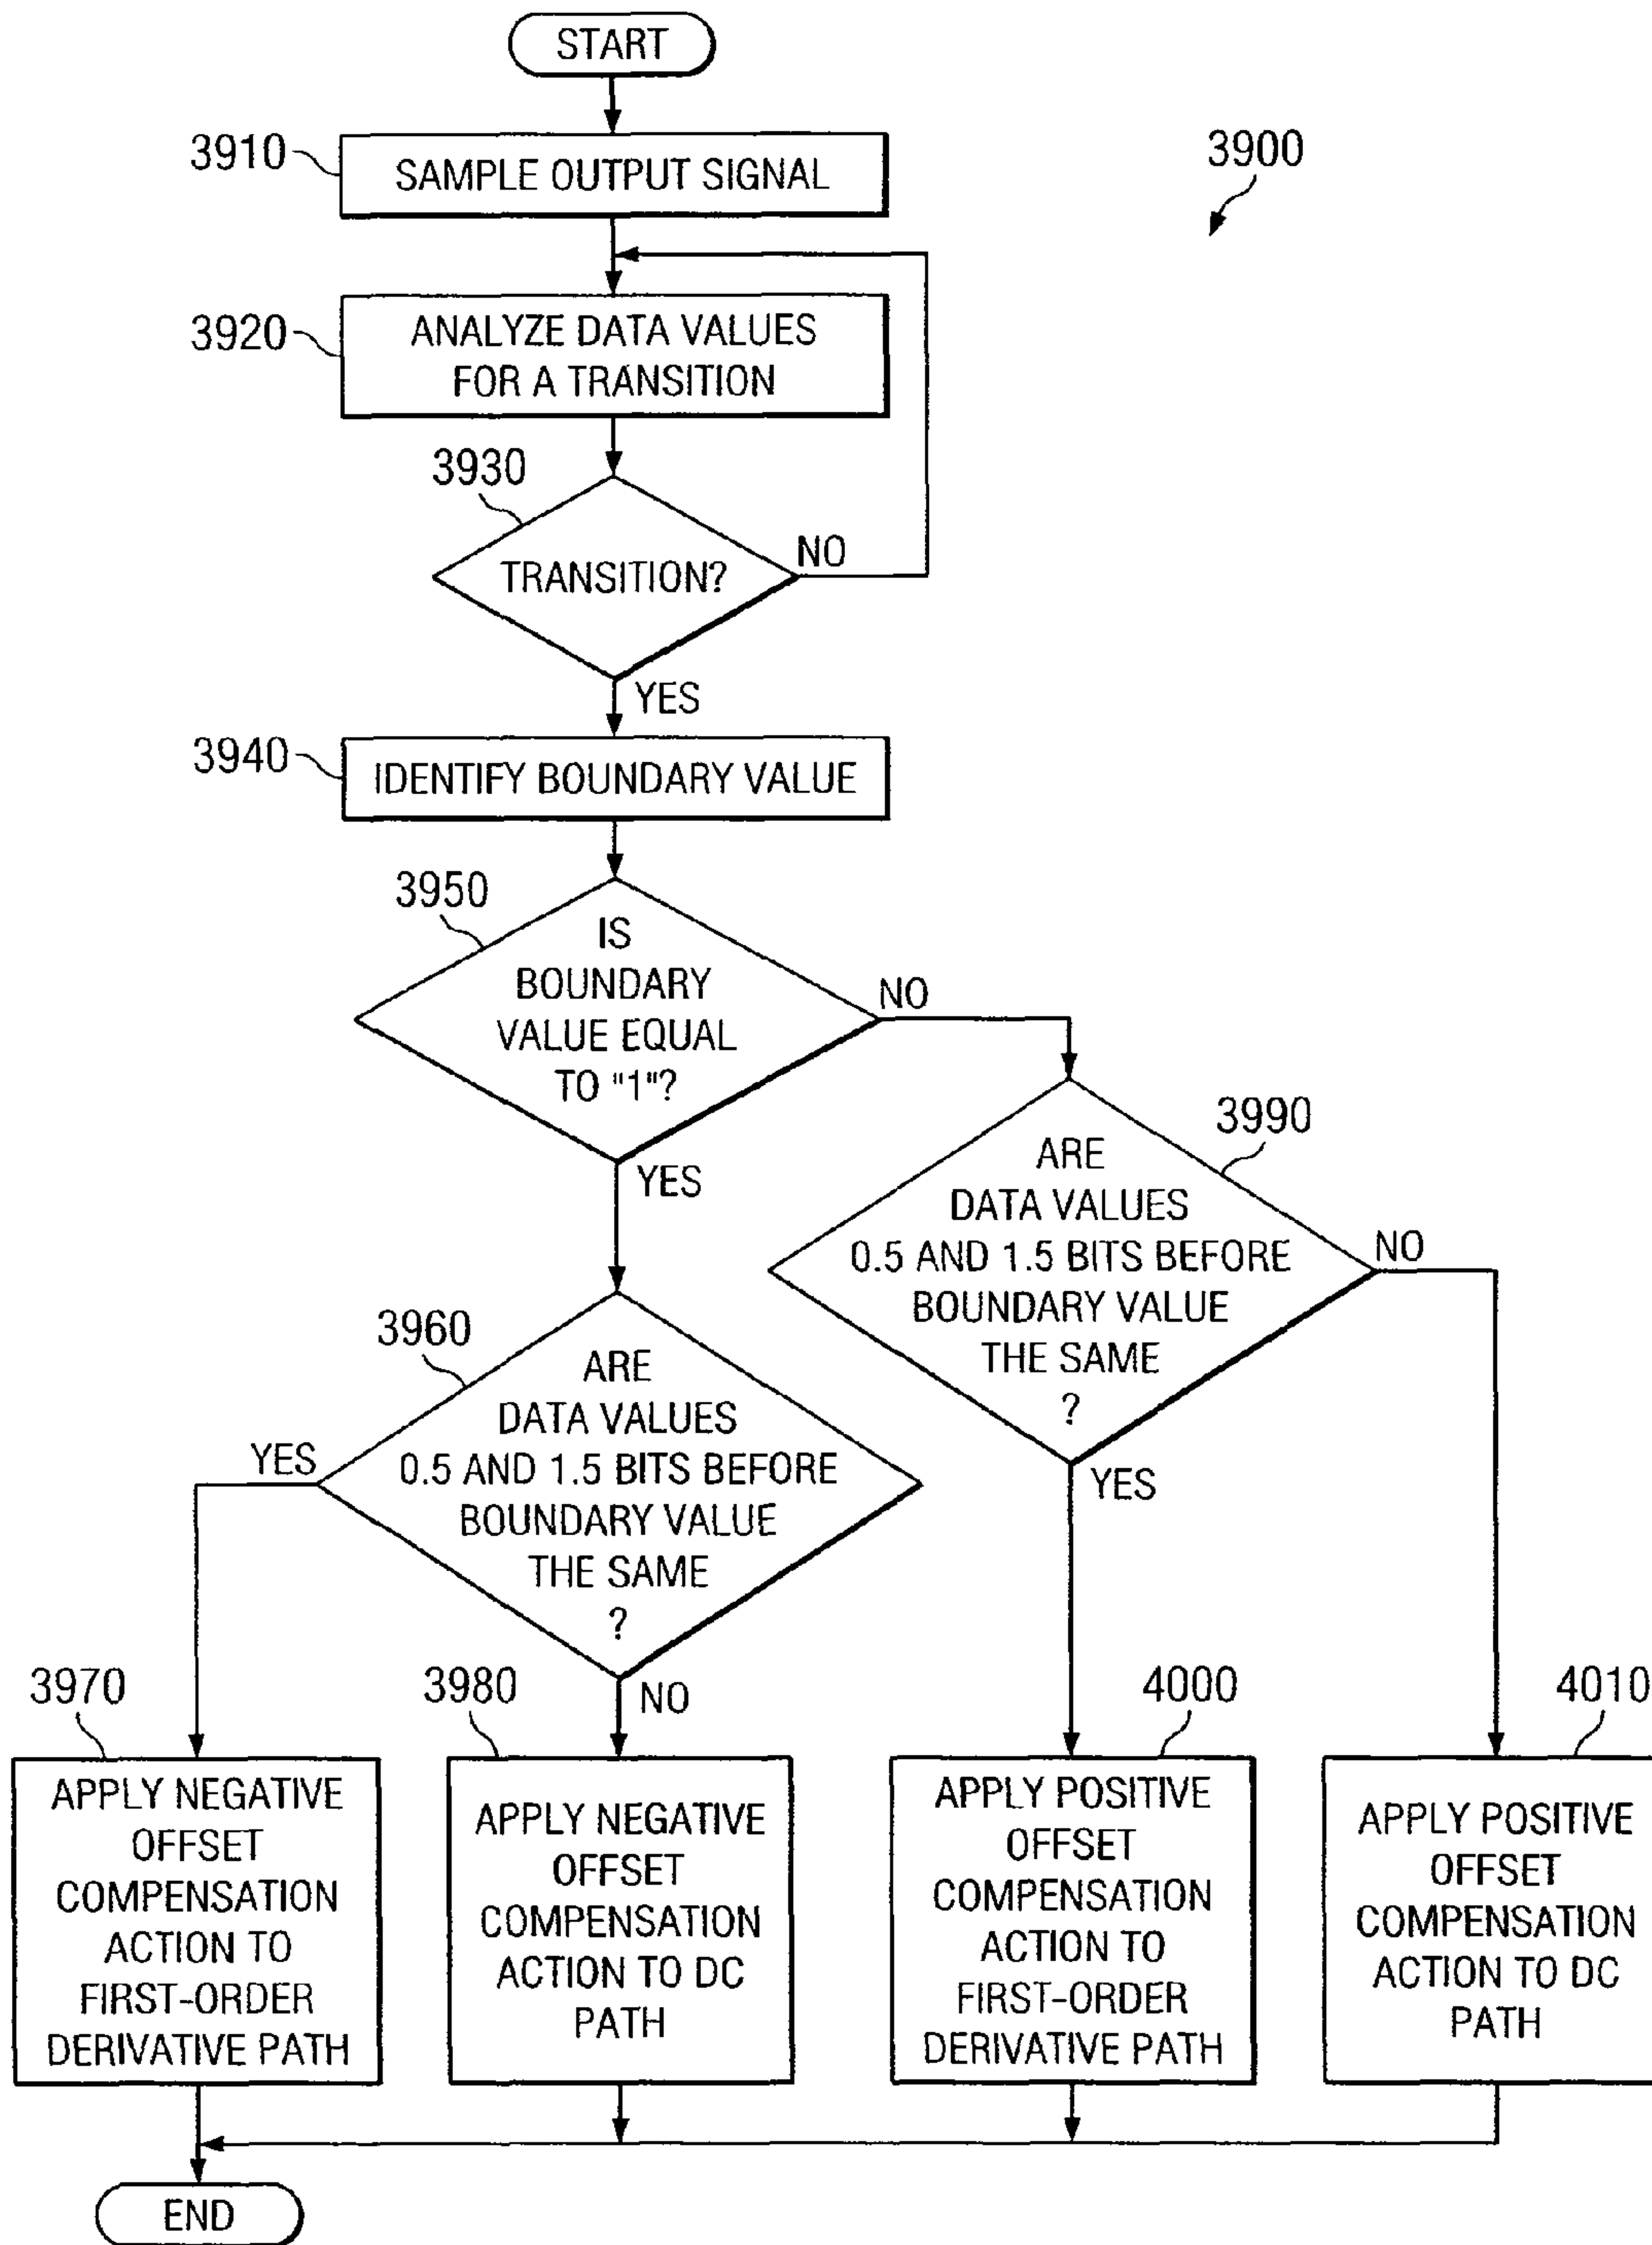 START
3910
SAMPLE OUTPUT SIGNAL
3900
3920
ANALYZE DATA VALUES
FOR A TRANSITION
3930
TRANSITION?
NO
YES
3940
IDENTIFY BOUNDARY VALUE
3950
IS
BOUNDARY
VALUE EQUAL
TO "1"?
NO
YES
3990
ARE
DATA VALUES
0.5 AND 1.5 BITS BEFORE
BOUNDARY VALUE
THE SAME
?
NO
YES
3960
ARE
DATA VALUES
0.5 AND 1.5 BITS BEFORE
BOUNDARY VALUE
THE SAME
?
YES
NO
3970
APPLY NEGATIVE
OFFSET
COMPENSATION
ACTION TO
FIRST-ORDER
DERIVATIVE PATH
3980
APPLY NEGATIVE
OFFSET
COMPENSATION
ACTION TO DC
PATH
4000
APPLY POSITIVE
OFFSET
COMPENSATION
ACTION TO
FIRST-ORDER
DERIVATIVE PATH
4010
APPLY POSITIVE
OFFSET
COMPENSATION
ACTION TO DC
PATH
END